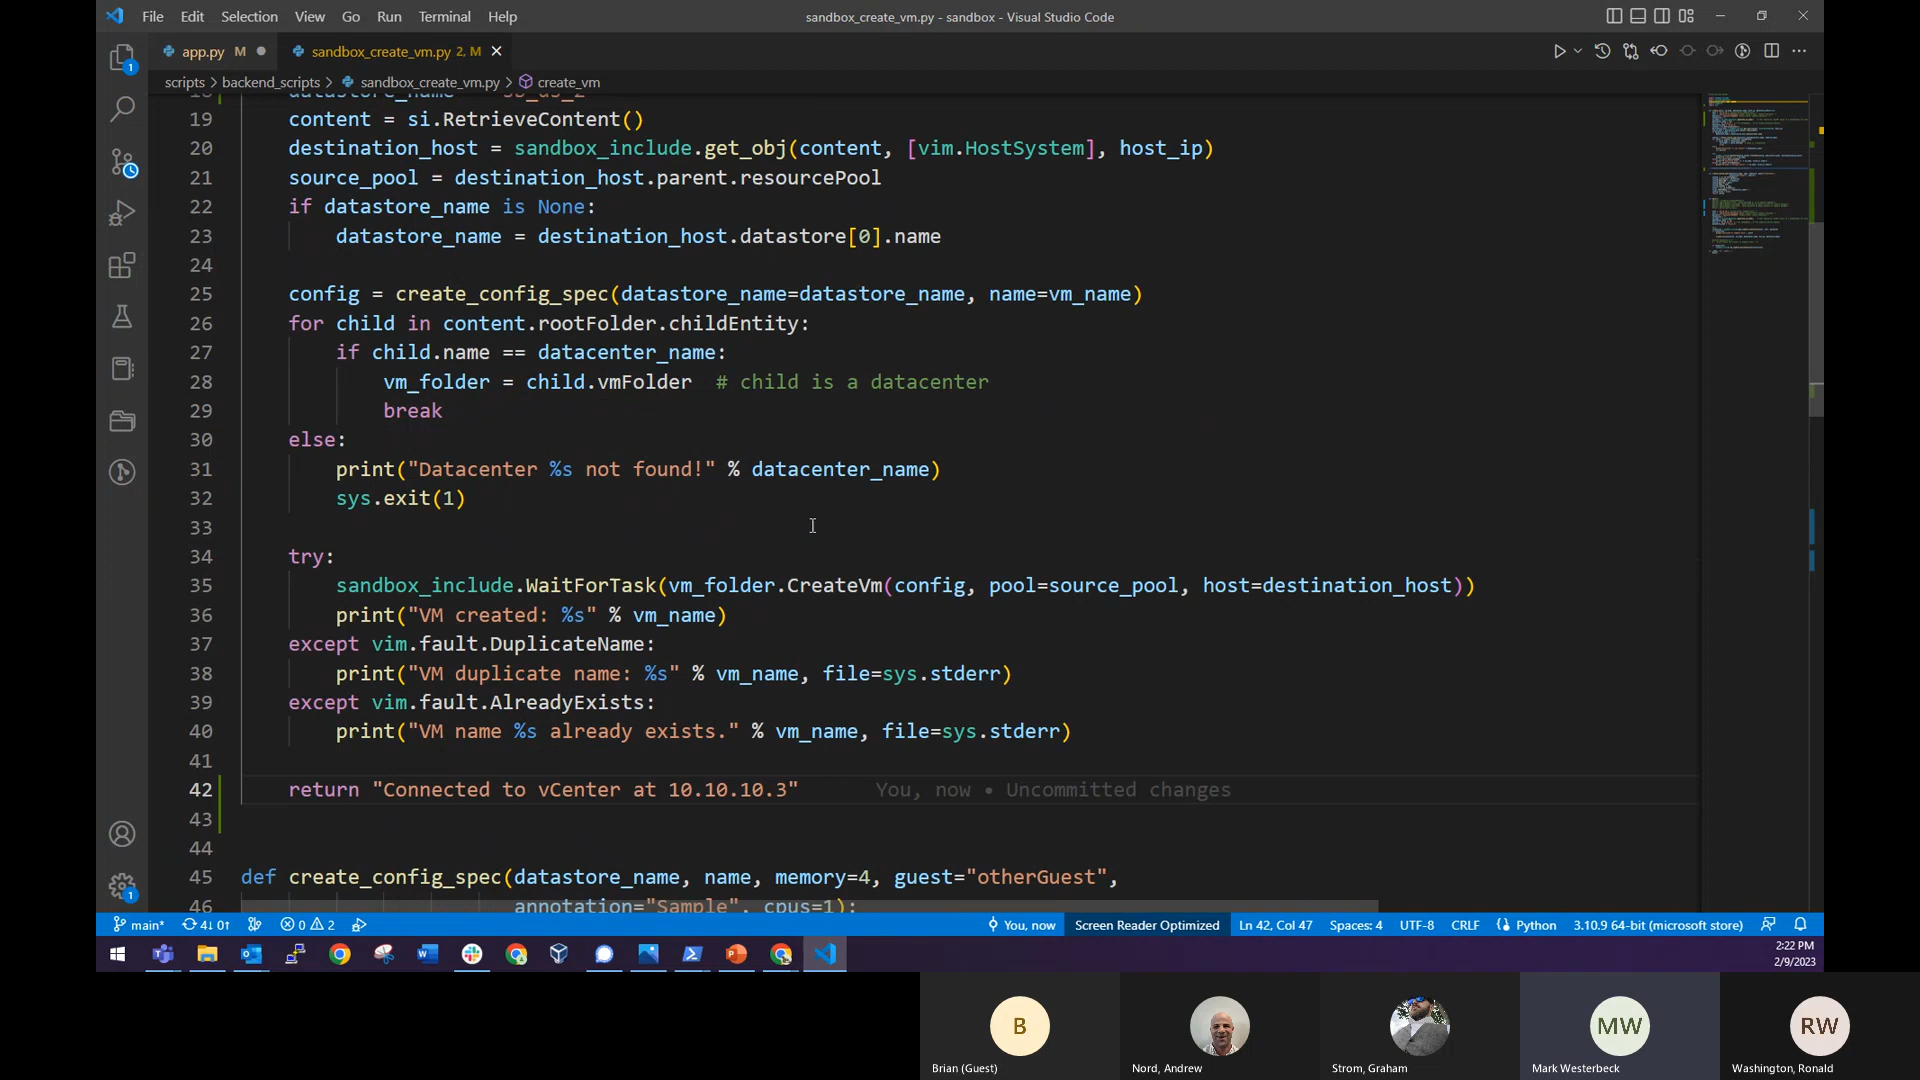 File Edit Selection View Go Run Terminal Help
sandbox_create_vm.py - sandbox - Visual Studio Code
app.py M
sandbox_create_vm.py 2, M
scripts > backend_scripts > sandbox_create_vm.py > create_vm
19 content = si.RetrieveContent()
20 destination_host = sandbox_include.get_obj(content, [vim.HostSystem], host_ip)
21 source_pool = destination_host.parent.resourcePool
22 if datastore_name is None:
23 datastore_name = destination_host.datastore[0].name
24
25 config = create_config_spec(datastore_name=datastore_name, name=vm_name)
26 for child in content.rootFolder.childEntity:
27 if child.name == datacenter_name:
28 vm_folder = child.vmFolder # child is a datacenter
29 break
30 else:
31 print("Datacenter %s not found!" % datacenter_name)
32 sys.exit(1)
33
34 try:
35 sandbox_include.WaitForTask(vm_folder.CreateVm(config, pool=source_pool, host=destination_host))
36 print("VM created: %s" % vm_name)
37 except vim.fault.DuplicateName:
38 print("VM duplicate name: %s" % vm_name, file=sys.stderr)
39 except vim.fault.AlreadyExists:
40 print("VM name %s already exists." % vm_name, file=sys.stderr)
41
42 return "Connected to vCenter at 10.10.10.3" You, now • Uncommitted changes
43
44
45 def create_config_spec(datastore_name, name, memory=4, guest="otherGuest",
46 annotation="Sample", cpus=1):
main* 4↓ 0↑ 0 2 You, now Screen Reader Optimized Ln 42, Col 47 Spaces: 4 UTF-8 CRLF Python 3.10.9 64-bit (microsoft store)
2:22 PM
2/9/2023
B
MW
RW
Brian (Guest)
Nord, Andrew
Strom, Graham
Mark Westerbeck
Washington, Ronald